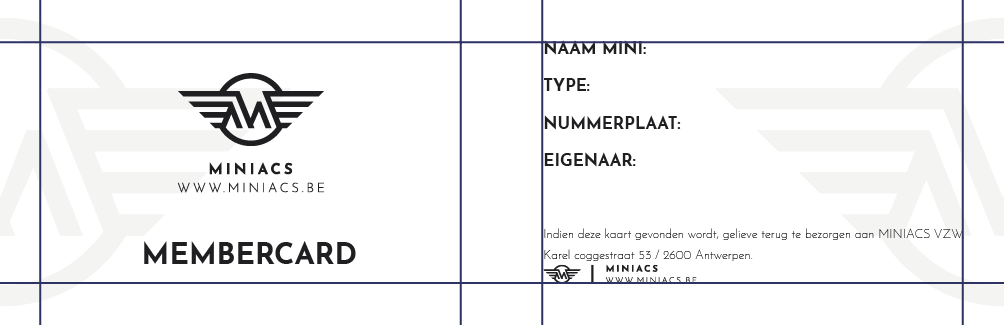 MINIACS
WWW.MINIACS.BE
MEMBERCARD
NAAM MINI:
TYPE:
NUMMERPLAAT:
EIGENAAR:
Indien deze kaart gevonden wordt, gelieve terug te bezorgen aan MINIACS VZW
Karel coggestraat 53 / 2600 Antwerpen.
MINIACS
WWW.MINIACS.BE